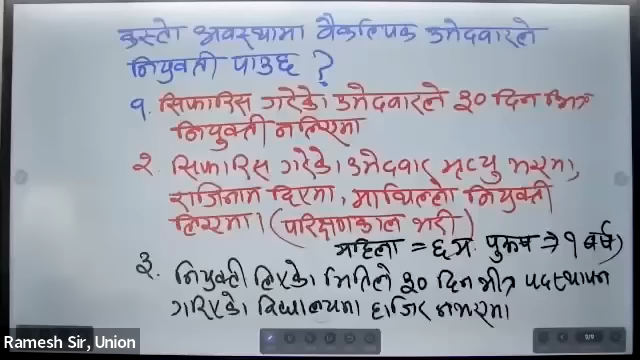 कस्तो अवस्थामा वैकल्पिक उमेदवारले
नियुक्ती पाउछ ?
१. सिफारिस गरेको उमेदवारले ३० दिन भित्र
नियुक्ती नलिएमा
२. सिफारिस गरेको उमेदवार मृत्यु भएमा,
राजिनाम दिएमा, माथिल्लो नियुक्ती
लिएमा। (परिक्षणकाल भरी)
महिला = ६ म. पुरुष → १ बर्ष)
३. नियुक्ती लिएको मितिले ३० दिन भीत्र पदस्थापन
गरिएको विद्यालयमा हाजिर नभएमा
Ramesh Sir, Union